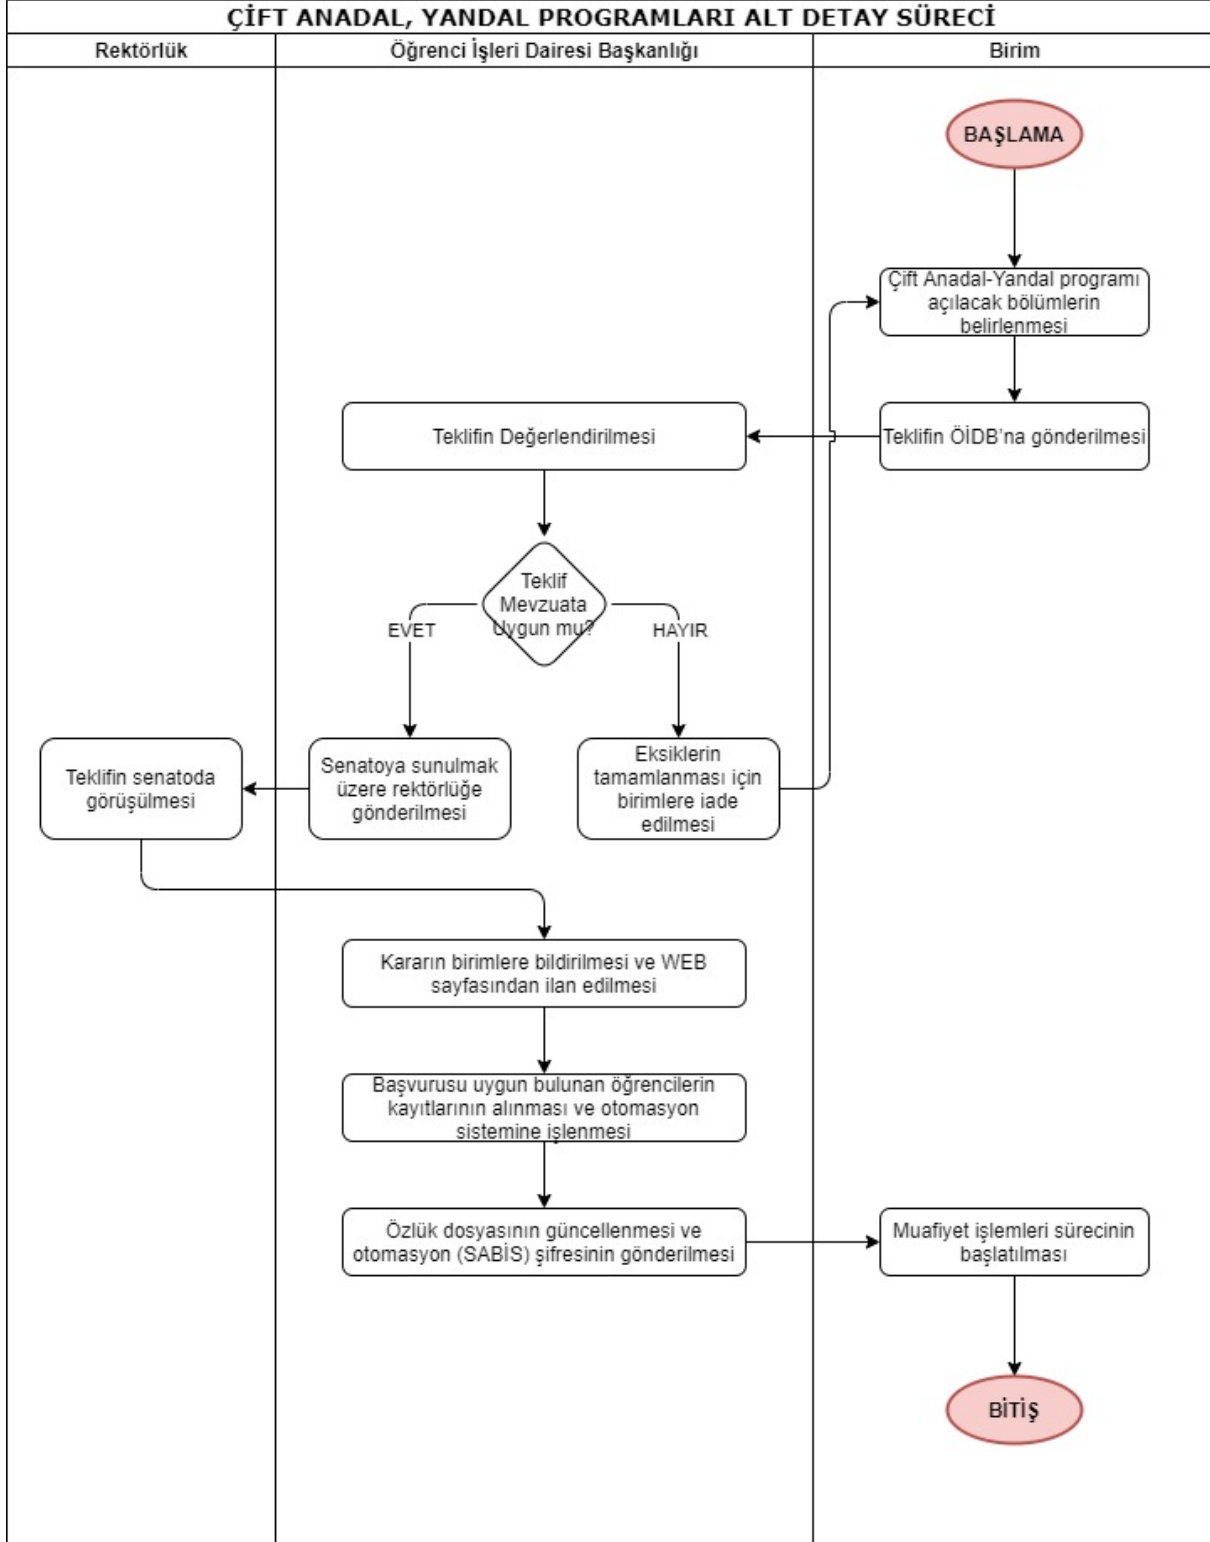 ÇİFT ANADAL, YANDAL PROGRAMLARI ALT DETAY SÜRECİ
Rektörlük
Öğrenci İşleri Dairesi Başkanlığı
Birim
BAŞLAMA
Çift Anadal-Yandal programı
açılacak bölümlerin
belirlenmesi
Teklifin ÖİDB'na gönderilmesi
Teklifin Değerlendirilmesi
Teklif
Mevzuata
Uygun mu?
EVET
HAYIR
Senatoya sunulmak
üzere rektörlüğe
gönderilmesi
Eksiklerin
tamamlanması için
birimlere iade
edilmesi
Teklifin senatoda
görüşülmesi
Kararın birimlere bildirilmesi ve WEB
sayfasından ilan edilmesi
Başvurusu uygun bulunan öğrencilerin
kayıtlarının alınması ve otomasyon
sistemine işlenmesi
Özlük dosyasının güncellenmesi ve
otomasyon (SABİS) şifresinin gönderilmesi
Muafiyet işlemleri sürecinin
başlatılması
BİTİŞ